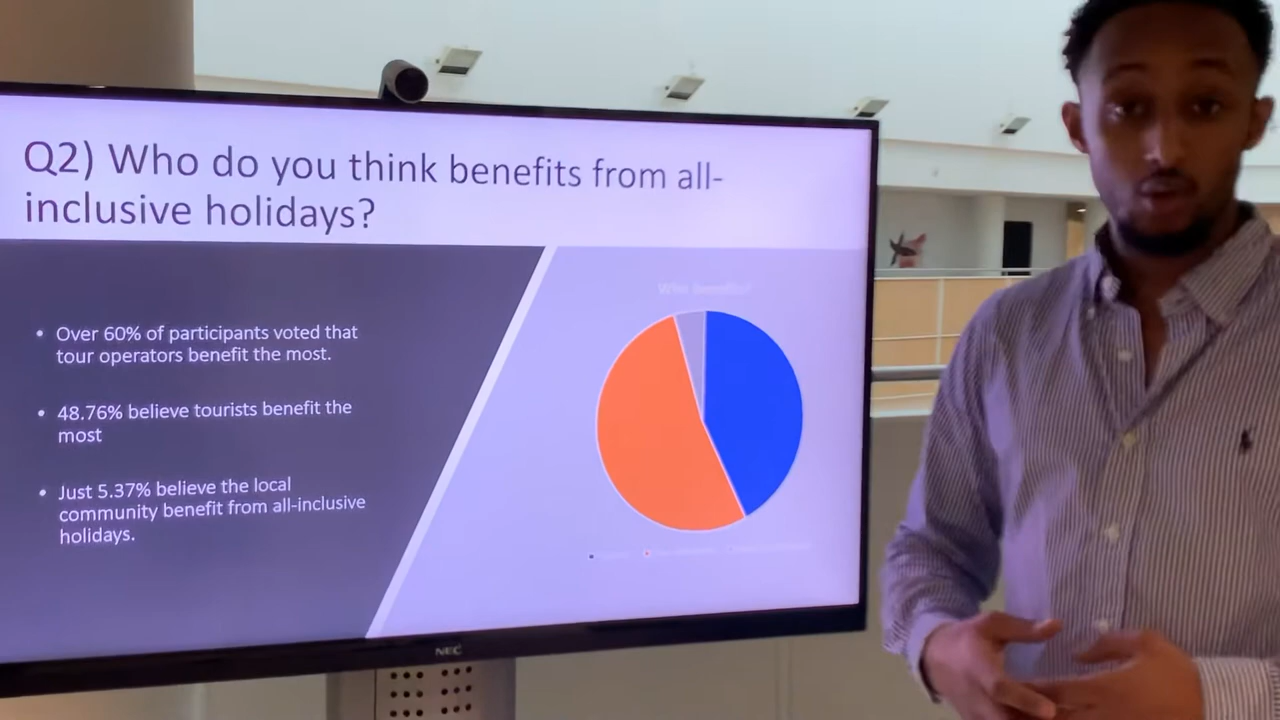 Q2) Who do you think benefits from all-
inclusive holidays?
• Over 60% of participants voted that
tour operators benefit the most.
• 48.76% believe tourists benefit the
most
• Just 5.37% believe the local
community benefit from all-inclusive
holidays.
Who benefits?
NEC